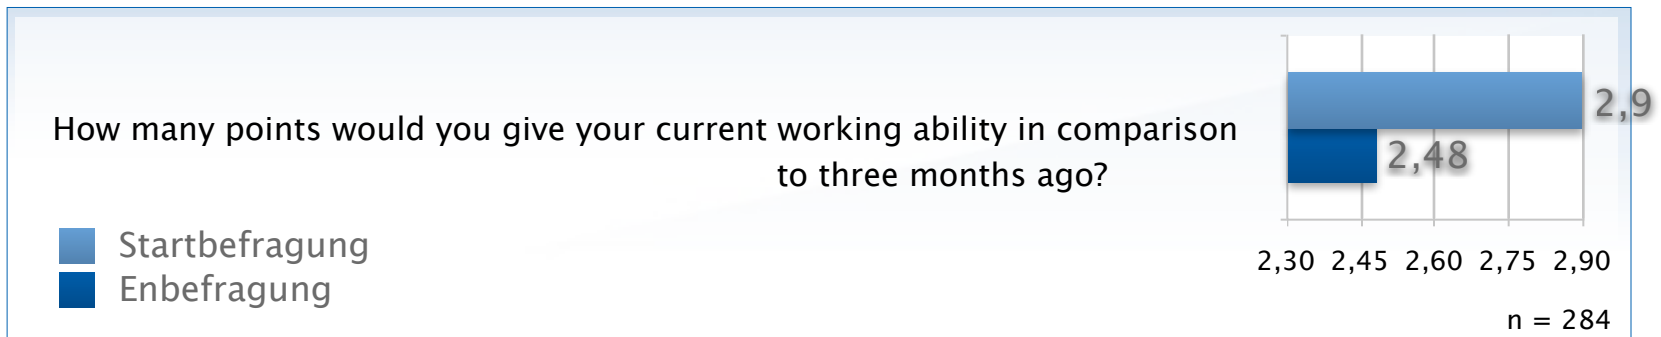 How many points would you give your current working ability in comparison
to three months ago?
2,9
2,48
Startbefragung
Enbefragung
2,30 2,45 2,60 2,75 2,90
n = 284